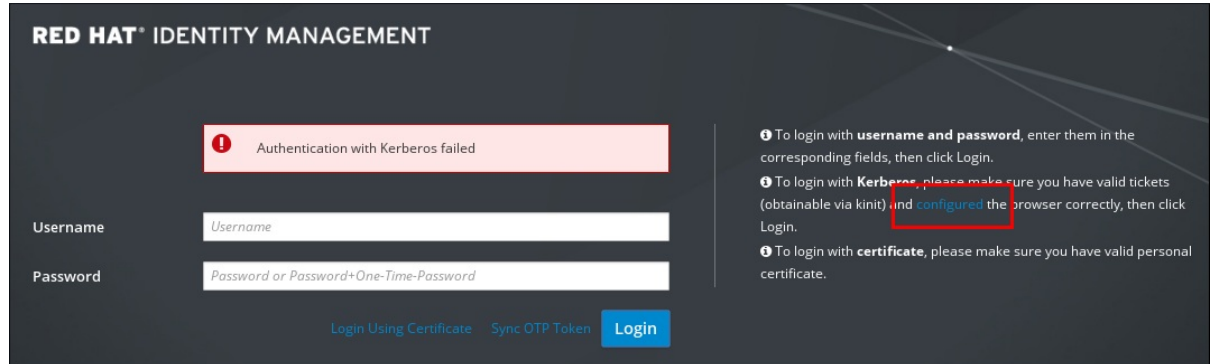 RED HAT® IDENTITY MANAGEMENT
Authentication with Kerberos failed
Username
Username
Password
Password or Password+One-Time-Password
Login Using Certificate Sync OTP Token Login
To login with username and password, enter them in the
corresponding fields, then click Login.
To login with Kerberos, please make sure you have valid tickets
(obtainable via kinit) and configured the browser correctly, then click
Login.
To login with certificate, please make sure you have valid personal
certificate.